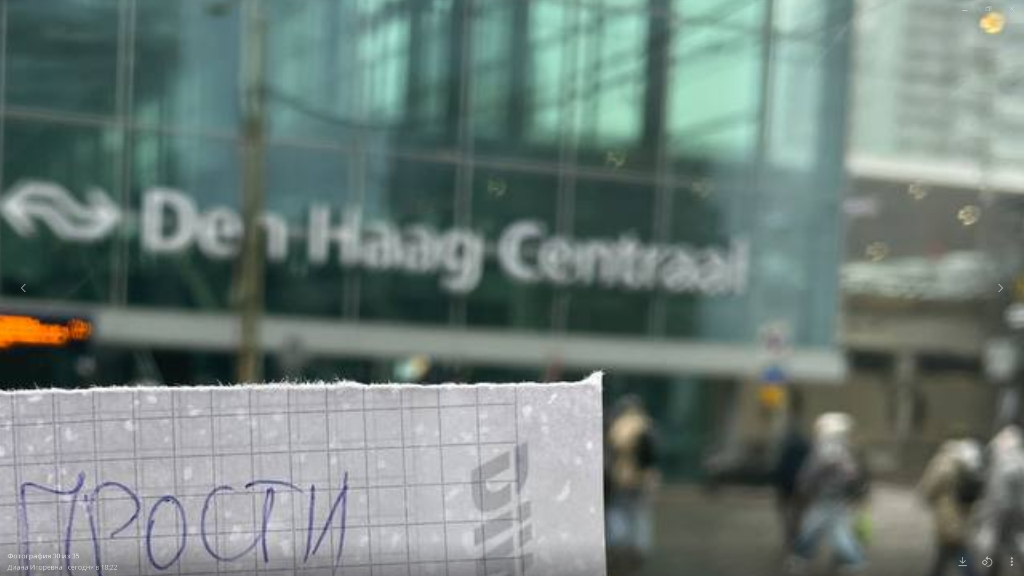 Den Haag Centraal
ПРОСТИ
Фотография 30 из 35
Диана Игоревна сегодня в 18:22